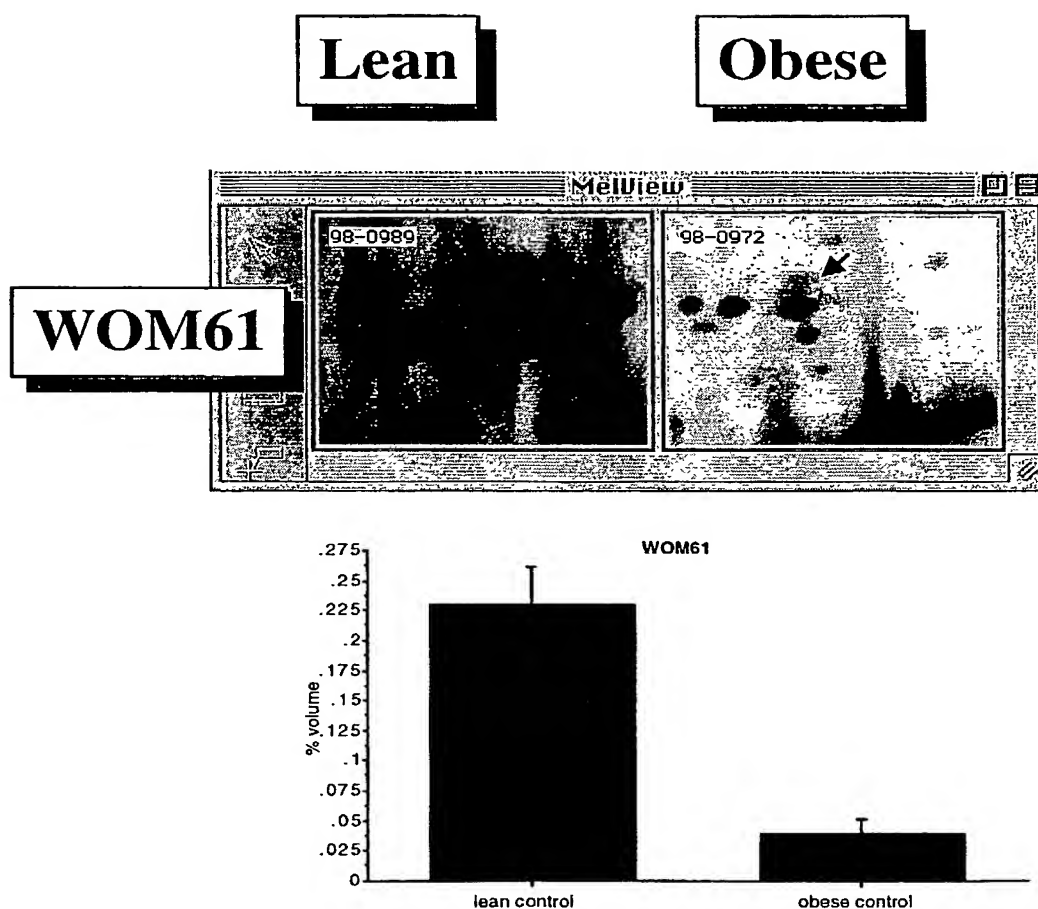 Lean
Obese
MelView
98-0989
98-0972
WOM61
WOM61
.275
.25
.225
.2
.175
.15
.125
.1
.075
.05
.025
0
% volume
lean control
obese control